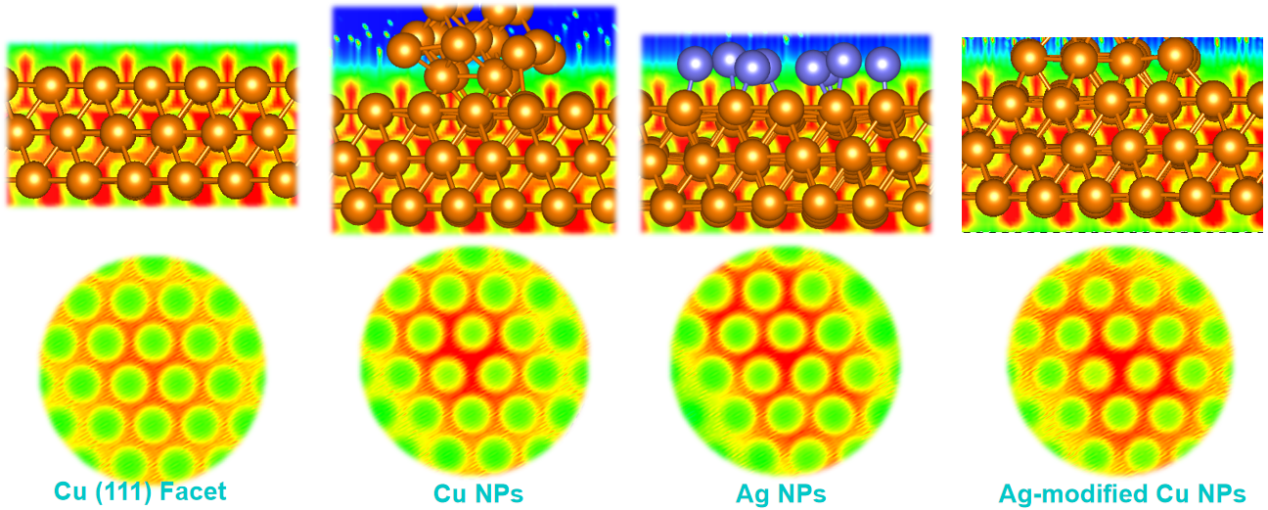 Cu (111) Facet
Cu NPs
Ag NPs
Ag-modified Cu NPs